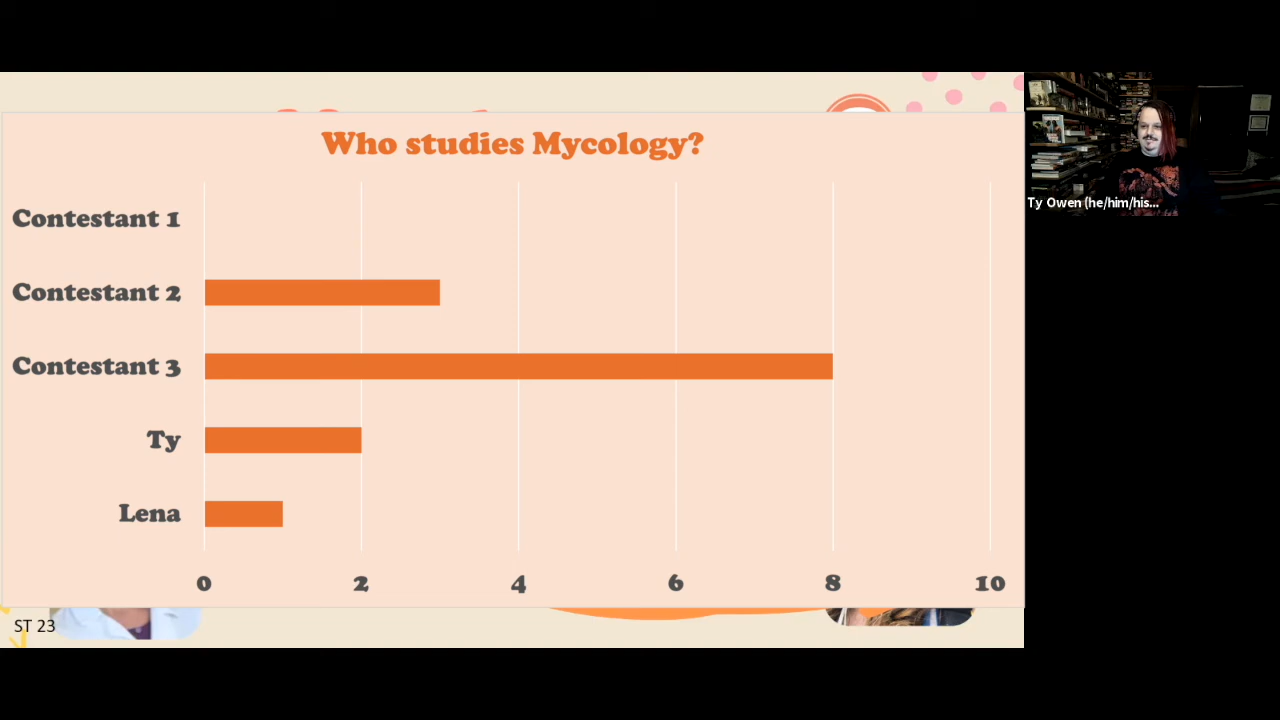 Who studies Mycology?
Contestant 1
Contestant 2
Contestant 3
Ty
Lena
0 2 4 6 8 10
ST 23
Ty Owen (he/him/his...